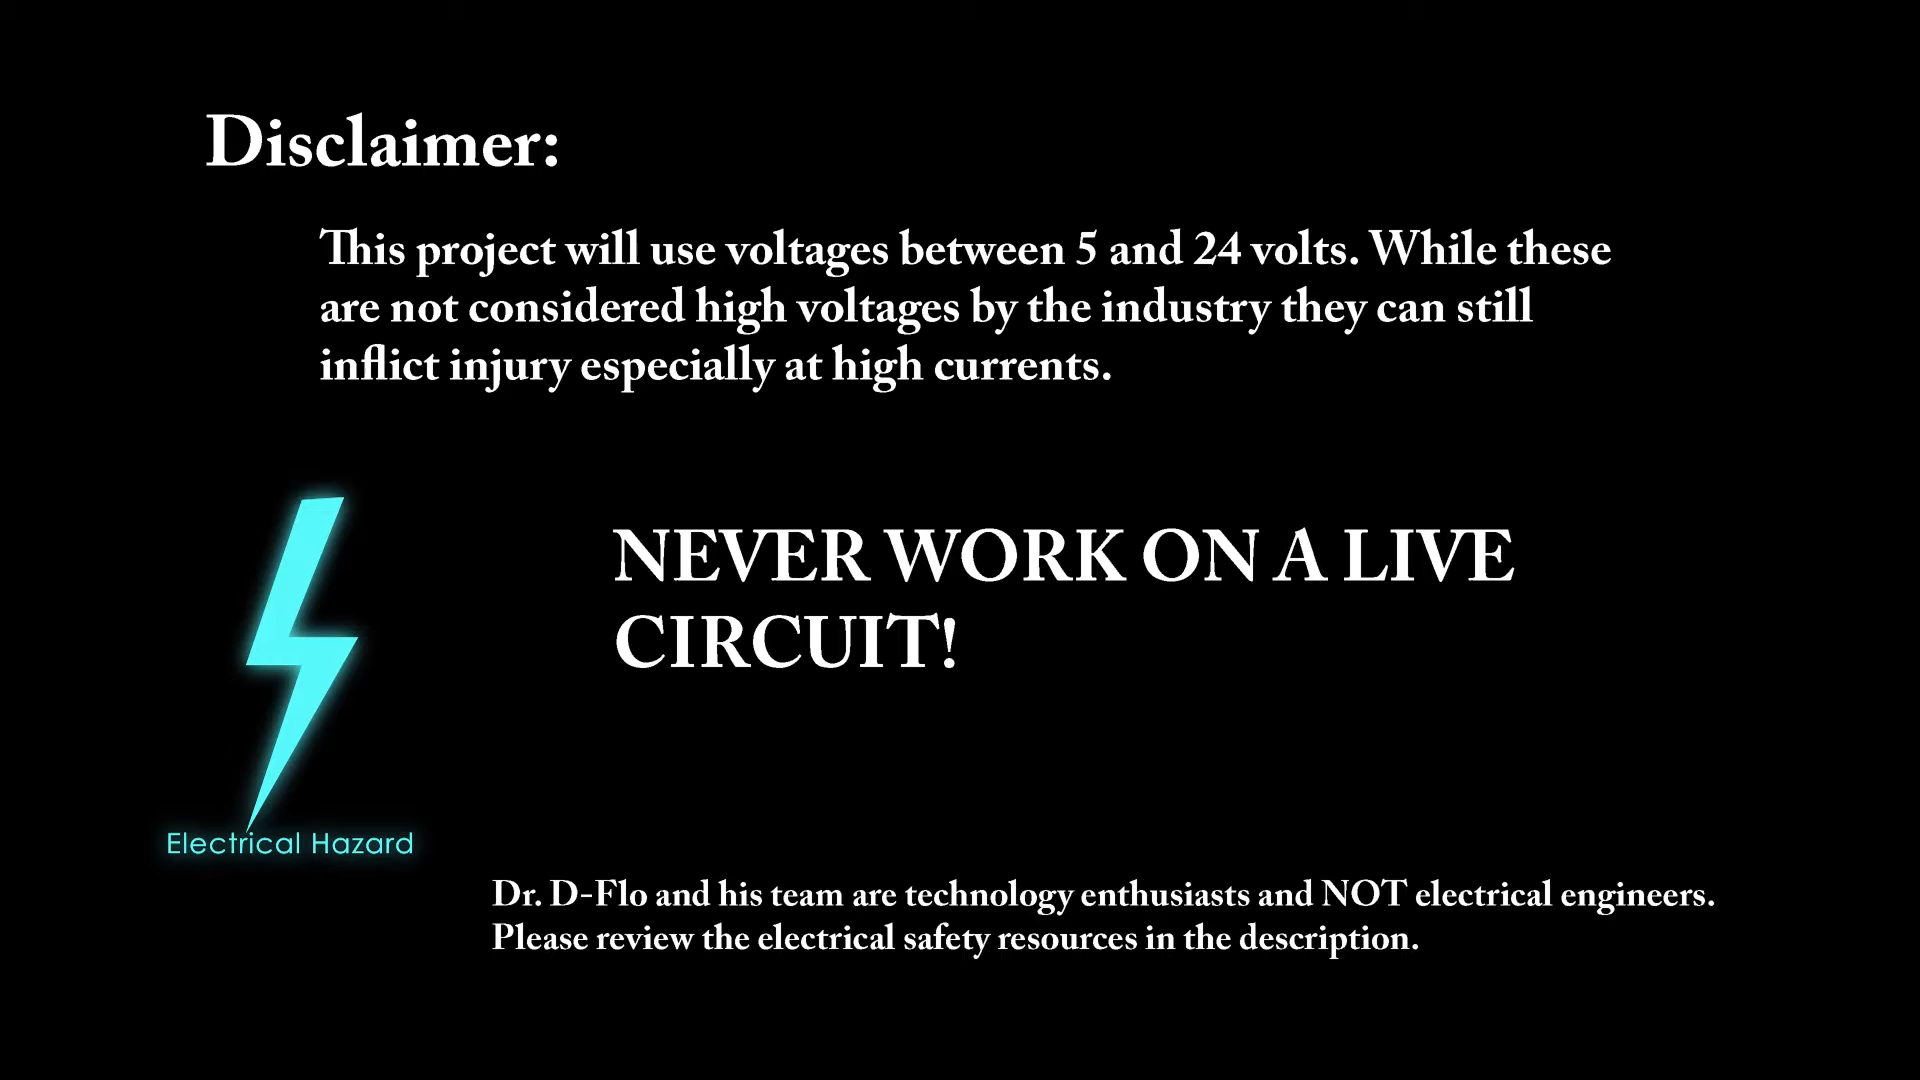 Disclaimer:
This project will use voltages between 5 and 24 volts. While these
are not considered high voltages by the industry they can still
inflict injury especially at high currents.
NEVER WORK ON A LIVE
CIRCUIT!
Electrical Hazard
Dr. D-Flo and his team are technology enthusiasts and NOT electrical engineers.
Please review the electrical safety resources in the description.